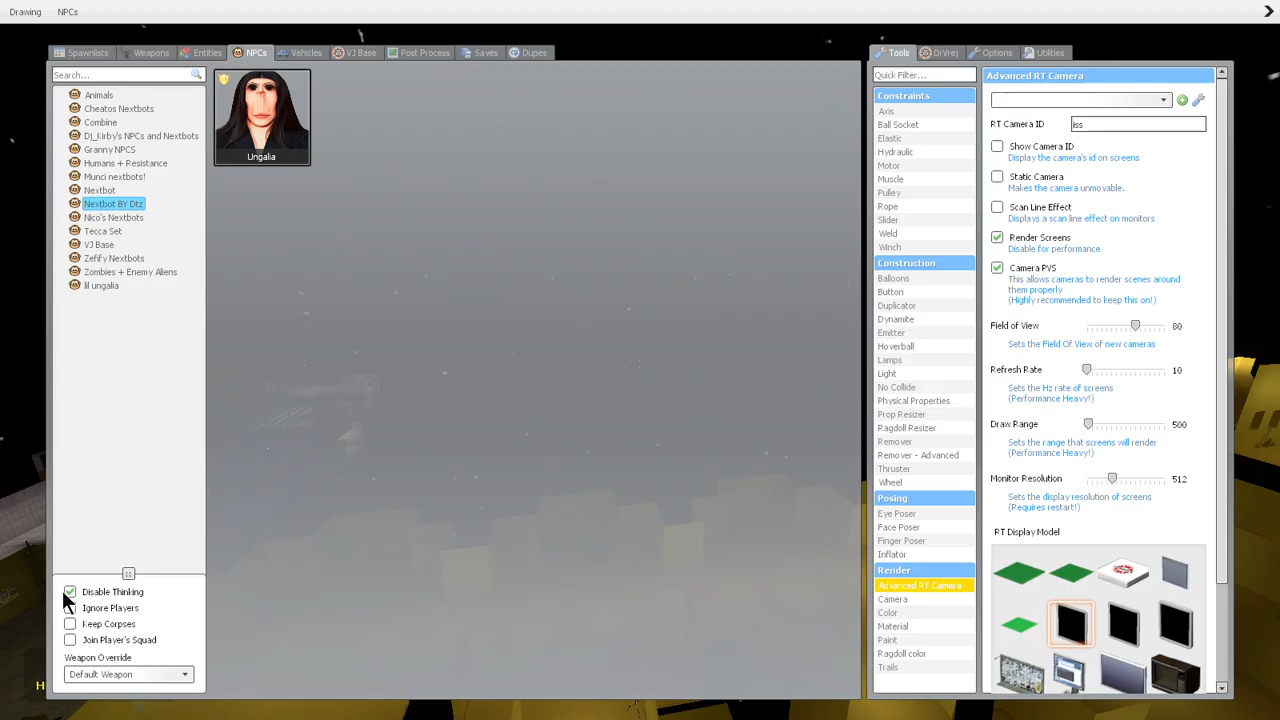 Drawing NPCs
Spawnlists Weapons Entities NPCs Vehicles VJ Base Post Process Saves Dupes
Search...
Animals
Cheatos Nextbots
Combine
Dj_Kirby's NPCs and Nextbots
Granny NPCS
Humans + Resistance
Munci nextbots!
Nextbot
Nextbot BY Dtz
Nico's Nextbots
Tecca Set
VJ Base
Zefify Nextbots
Zombies + Enemy Aliens
lil ungalia
Ungalia
Disable Thinking
Ignore Players
Keep Corpses
Join Player's Squad
Weapon Override
Default Weapon
H
Tools DrVrej Options Utilities
Quick Filter...
Constraints
Axis
Ball Socket
Elastic
Hydraulic
Motor
Muscle
Pulley
Rope
Slider
Weld
Winch
Construction
Balloons
Button
Duplicator
Dynamite
Emitter
Hoverball
Lamps
Light
No Collide
Physical Properties
Prop Resizer
Ragdoll Resizer
Remover
Remover - Advanced
Thruster
Wheel
Posing
Eye Poser
Face Poser
Finger Poser
Inflator
Render
Advanced RT Camera
Camera
Color
Material
Paint
Ragdoll color
Trails
Advanced RT Camera
RT Camera ID iss
Show Camera ID
Display the camera's id on screens
Static Camera
Makes the camera unmovable.
Scan Line Effect
Displays a scan line effect on monitors
Render Screens
Disable for performance
Camera PVS
This allows cameras to render scenes around
them properly
(Highly recommended to keep this on!)
Field of View 80
Sets the Field Of View of new cameras
Refresh Rate 10
Sets the Hz rate of screens
(Performance Heavy!)
Draw Range 500
Sets the range that screens will render
(Performance Heavy!)
Monitor Resolution 512
Sets the display resolution of screens
(Requires restart!)
RT Display Model